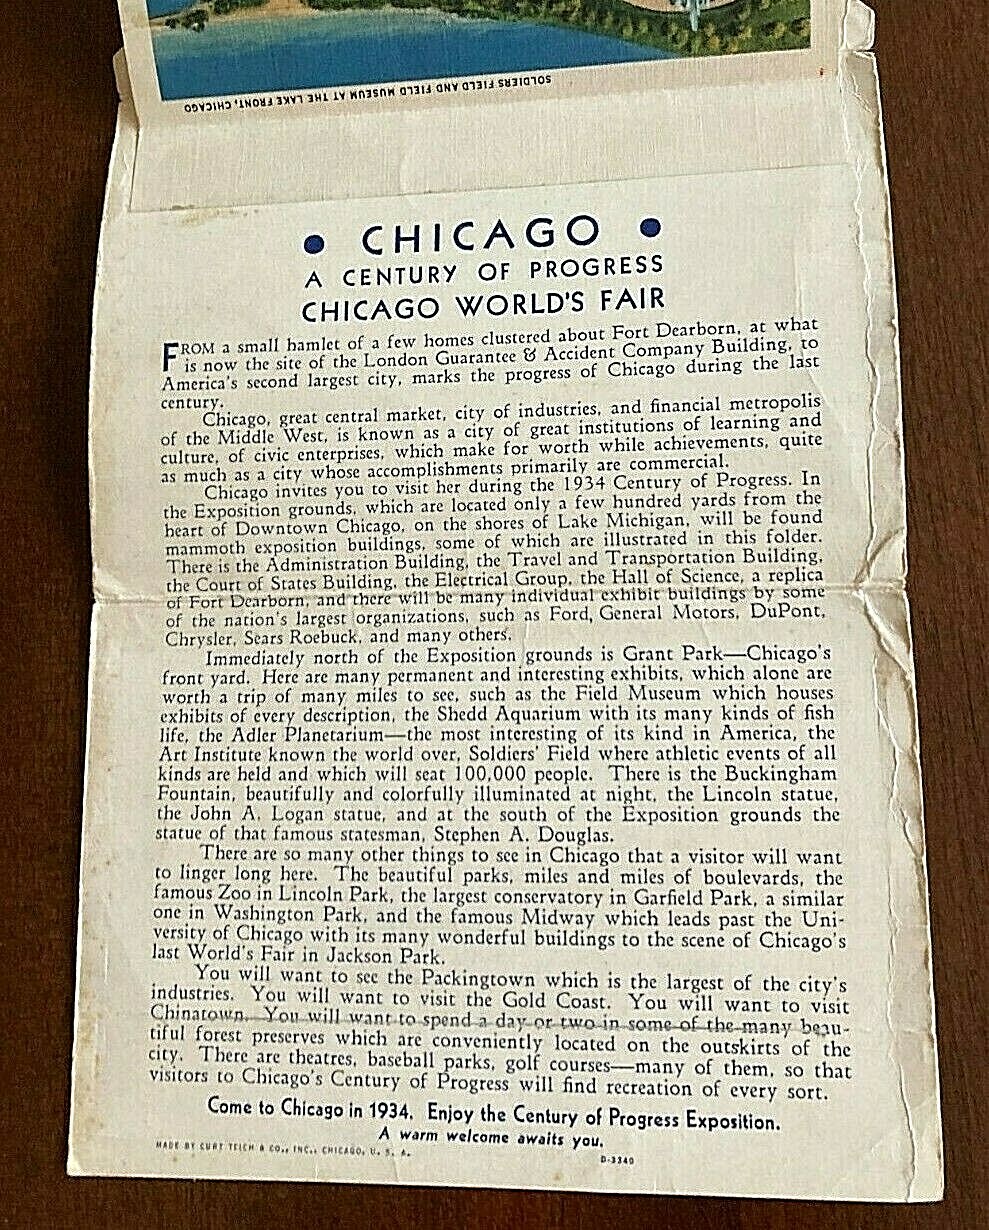 SOLDIERS FIELD AND FIELD MUSEUM AT THE LAKE FRONT, CHICAGO
• CHICAGO •
A CENTURY OF PROGRESS
CHICAGO WORLD'S FAIR
FROM a small hamlet of a few homes clustered about Fort Dearborn, at what
is now the site of the London Guarantee & Accident Company Building, to
America's second largest city, marks the progress of Chicago during the last
century.
Chicago, great central market, city of industries, and financial metropolis
of the Middle West, is known as a city of great institutions of learning and
culture, of civic enterprises, which make for worth while achievements, quite
as much as a city whose accomplishments primarily are commercial.
Chicago invites you to visit her during the 1934 Century of Progress. In
the Exposition grounds, which are located only a few hundred yards from the
heart of Downtown Chicago, on the shores of Lake Michigan, will be found
mammoth exposition buildings, some of which are illustrated in this folder.
There is the Administration Building, the Travel and Transportation Building,
the Court of States Building, the Electrical Group, the Hall of Science, a replica
of Fort Dearborn, and there will be many individual exhibit buildings by some
of the nation's largest organizations, such as Ford, General Motors, DuPont,
Chrysler, Sears Roebuck, and many others.
Immediately north of the Exposition grounds is Grant Park—Chicago's
front yard. Here are many permanent and interesting exhibits, which alone are
worth a trip of many miles to see, such as the Field Museum which houses
exhibits of every description, the Shedd Aquarium with its many kinds of fish
life, the Adler Planetarium—the most interesting of its kind in America, the
Art Institute known the world over, Soldiers' Field where athletic events of all
kinds are held and which will seat 100,000 people. There is the Buckingham
Fountain, beautifully and colorfully illuminated at night, the Lincoln statue,
the John A. Logan statue, and at the south of the Exposition grounds the
statue of that famous statesman, Stephen A. Douglas.
There are so many other things to see in Chicago that a visitor will want
to linger long here. The beautiful parks, miles and miles of boulevards, the
famous Zoo in Lincoln Park, the largest conservatory in Garfield Park, a similar
one in Washington Park, and the famous Midway which leads past the Uni-
versity of Chicago with its many wonderful buildings to the scene of Chicago's
last World's Fair in Jackson Park.
You will want to see the Packingtown which is the largest of the city's
industries. You will want to visit the Gold Coast. You will want to visit
Chinatown. You will want to spend a day or two in some of the many beau-
tiful forest preserves which are conveniently located on the outskirts of the
city. There are theatres, baseball parks, golf courses—many of them, so that
visitors to Chicago's Century of Progress will find recreation of every sort.
Come to Chicago in 1934. Enjoy the Century of Progress Exposition.
A warm welcome awaits you.
MADE BY CURT TEICH & CO., INC., CHICAGO, U. S. A.
D-3340